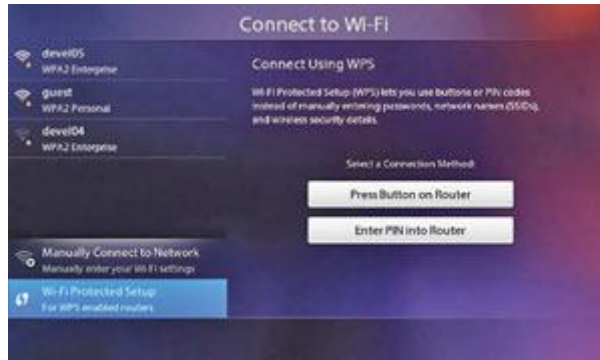 Connect to Wi-Fi
devel05
WPA2 Enterprise
guest
WPA2 Personal
devel04
WPA2 Enterprise
Manually Connect to Network
Manually enter your Wi-Fi settings
Wi-Fi Protected Setup
For WPS enabled routers
Connect Using WPS
Wi-Fi Protected Setup (WPS) lets you use buttons or PIN codes
instead of manually entering passwords, network names (SSIDs),
and wireless security details.
Select a Connection Method:
Press Button on Router
Enter PIN into Router